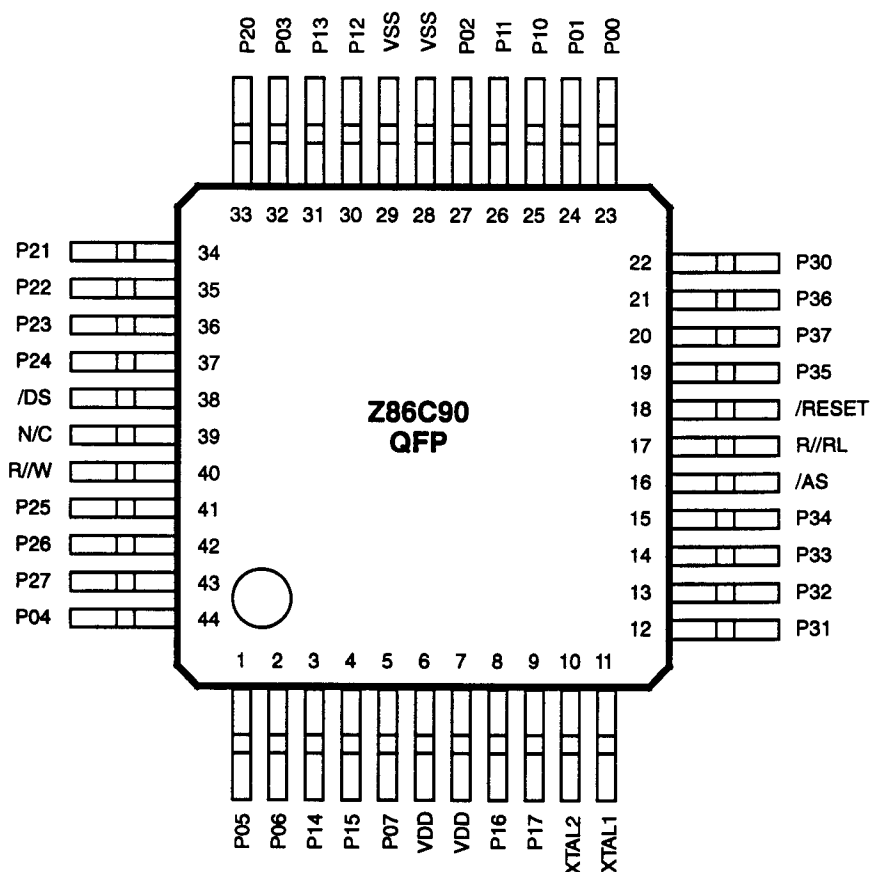 P20 P03 P13 P12 VSS VSS P02 P11 P10 P01 P00
33 32 31 30 29 28 27 26 25 24 23
P21 34
P22 35
P23 36
P24 37
/DS 38
N/C 39
R//W 40
P25 41
P26 42
P27 43
P04 44
Z86C90
QFP
22 P30
21 P36
20 P37
19 P35
18 /RESET
17 R//RL
16 /AS
15 P34
14 P33
13 P32
12 P31
1 2 3 4 5 6 7 8 9 10 11
P05 P06 P14 P15 P07 VDD VDD P16 P17 XTAL2 XTAL1